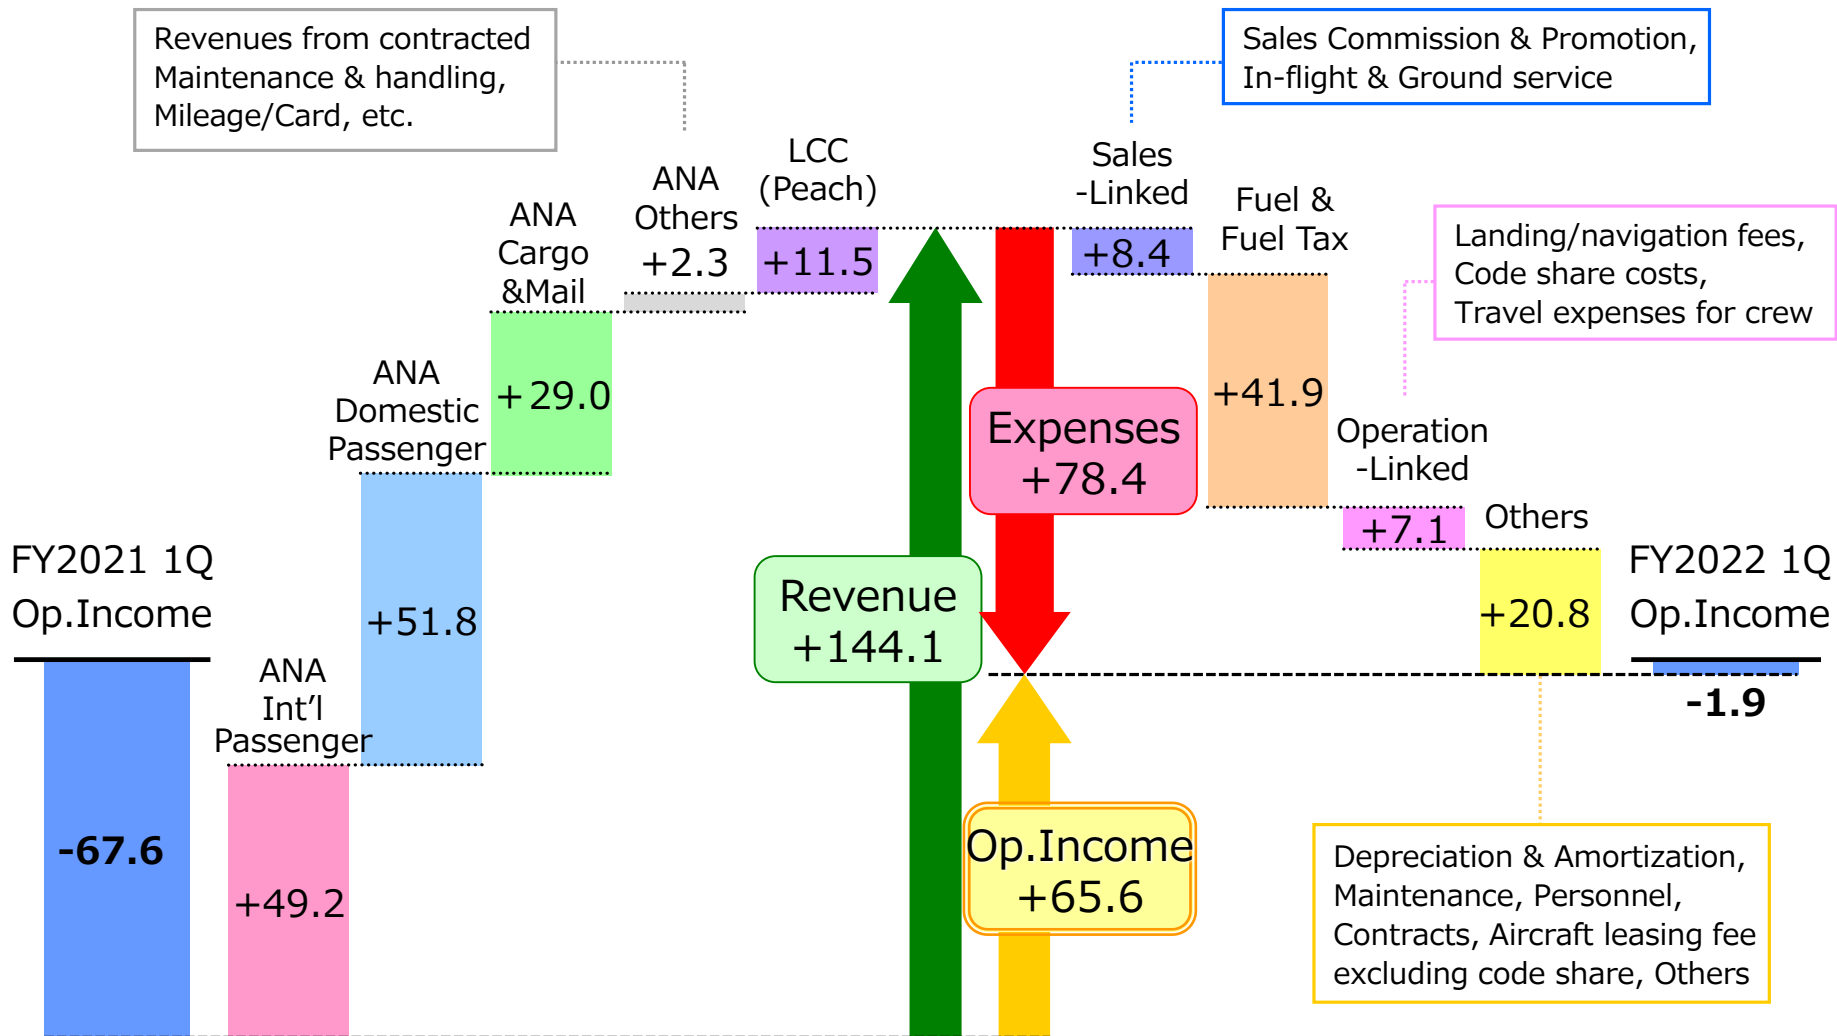 Revenues from contracted
Maintenance & handling,
Mileage/Card, etc.
Sales Commission & Promotion,
In-flight & Ground service
LCC
(Peach)
+11.5
ANA
Others
+2.3
ANA
Cargo
&Mail
+29.0
ANA
Domestic
Passenger
+51.8
FY2021 1Q
Op.Income
-67.6
ANA
Int’l
Passenger
+49.2
Revenue
+144.1
Expenses
+78.4
Op.Income
+65.6
Sales
-Linked
+8.4
Fuel &
Fuel Tax
+41.9
Landing/navigation fees,
Code share costs,
Travel expenses for crew
Operation
-Linked
+7.1
Others
+20.8
FY2022 1Q
Op.Income
-1.9
Depreciation & Amortization,
Maintenance, Personnel,
Contracts, Aircraft leasing fee
excluding code share, Others